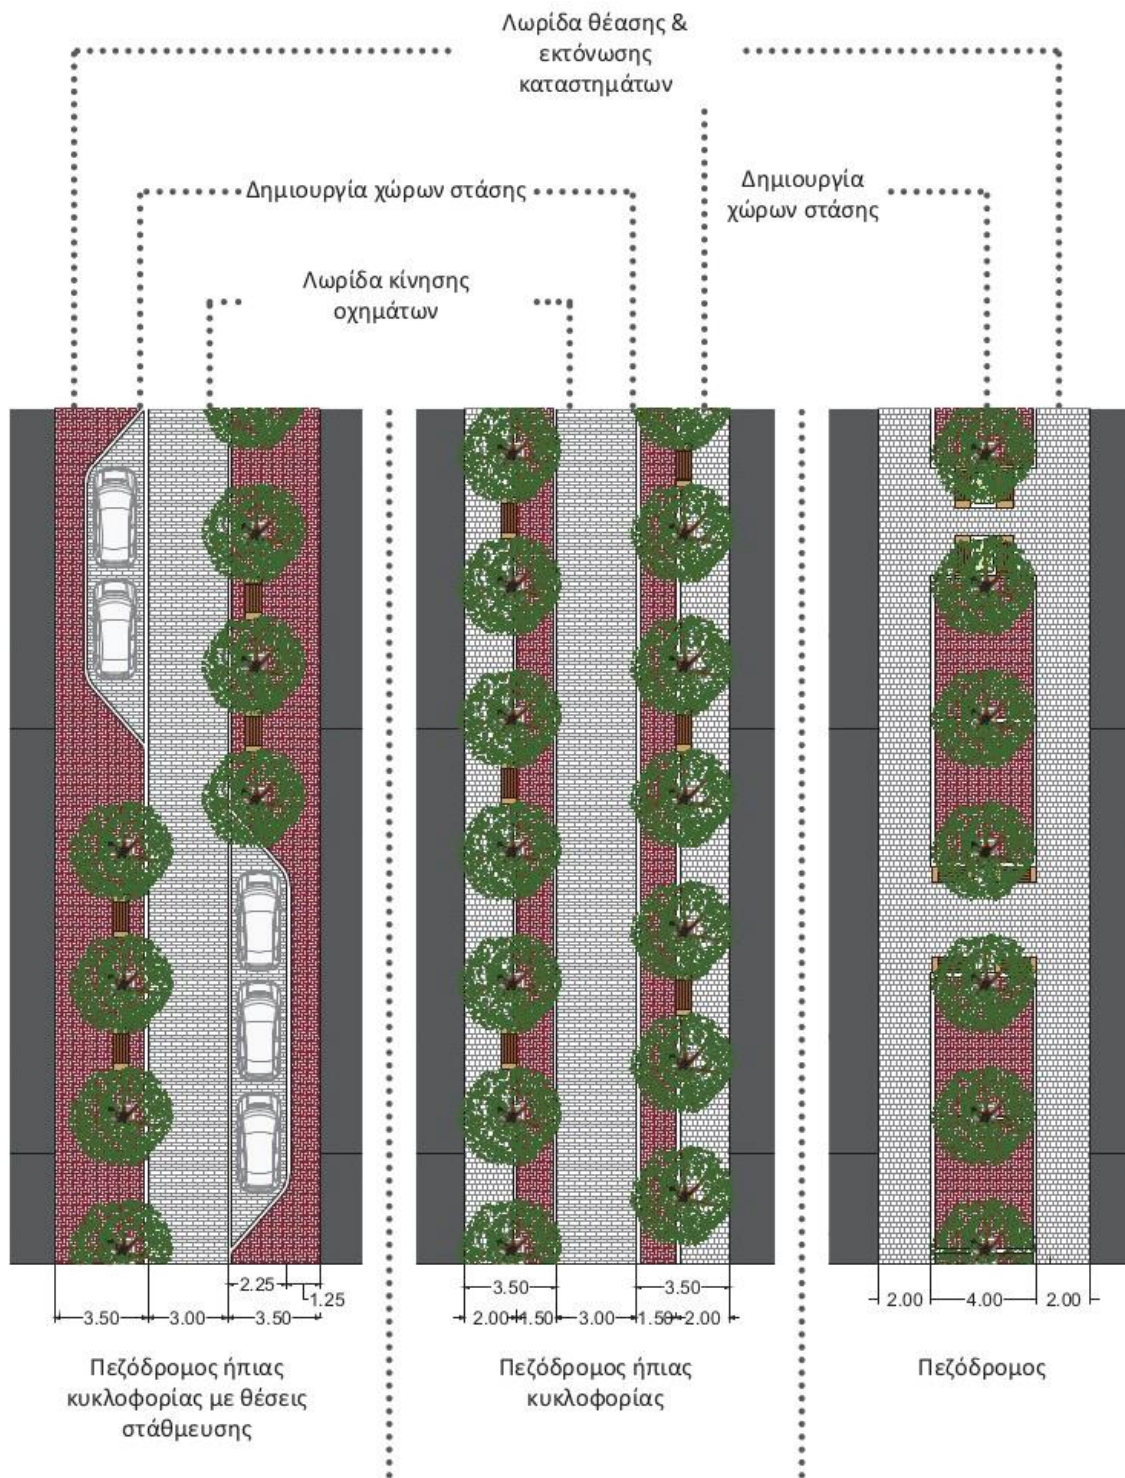 Λωρίδα θέασης &
εκτόνωσης
καταστημάτων
Δημιουργία χώρων στάσης
Δημιουργία
χώρων στάσης
Λωρίδα κίνησης
οχημάτων
2.25
1.25
3.50
3.00
3.50
3.50
3.50
2.00
1.50
3.00
1.50
2.00
2.00
4.00
2.00
Πεζόδρομος ήπιας
κυκλοφορίας με θέσεις
στάθμευσης
Πεζόδρομος ήπιας
κυκλοφορίας
Πεζόδρομος